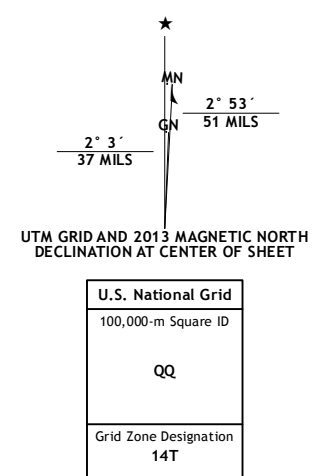 ★
MN
2° 53´
51 MILS
GN
2° 3´
37 MILS
UTM GRID AND 2013 MAGNETIC NORTH
DECLINATION AT CENTER OF SHEET
U.S. National Grid
100,000-m Square ID
QQ
Grid Zone Designation
14T